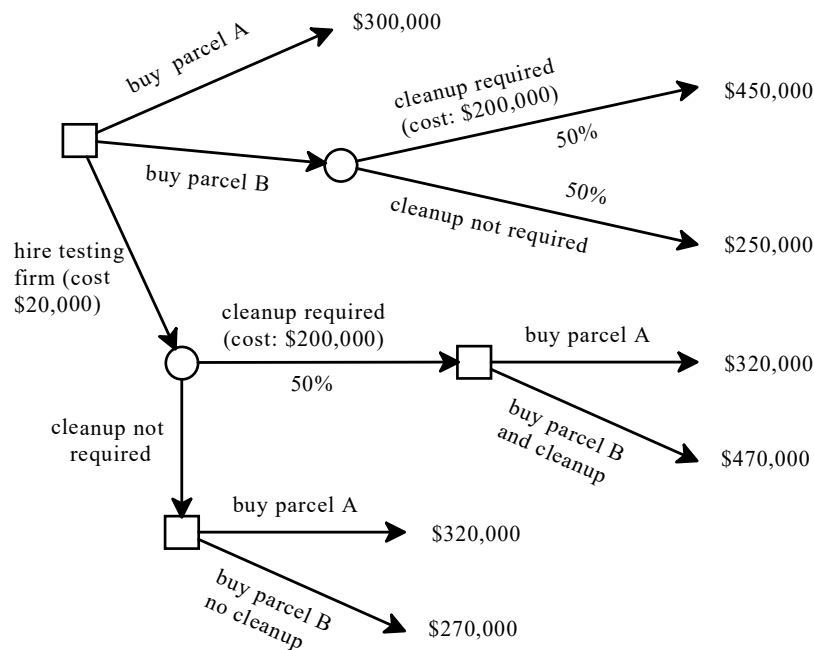 buy parcel A
$300,000
cleanup required
(cost: $200,000)
50%
$450,000
buy parcel B
50%
cleanup not required
$250,000
hire testing
firm (cost
$20,000)
cleanup required
(cost: $200,000)
50%
buy parcel A
$320,000
buy parcel B
and cleanup
$470,000
cleanup not
required
buy parcel A
$320,000
buy parcel B
no cleanup
$270,000